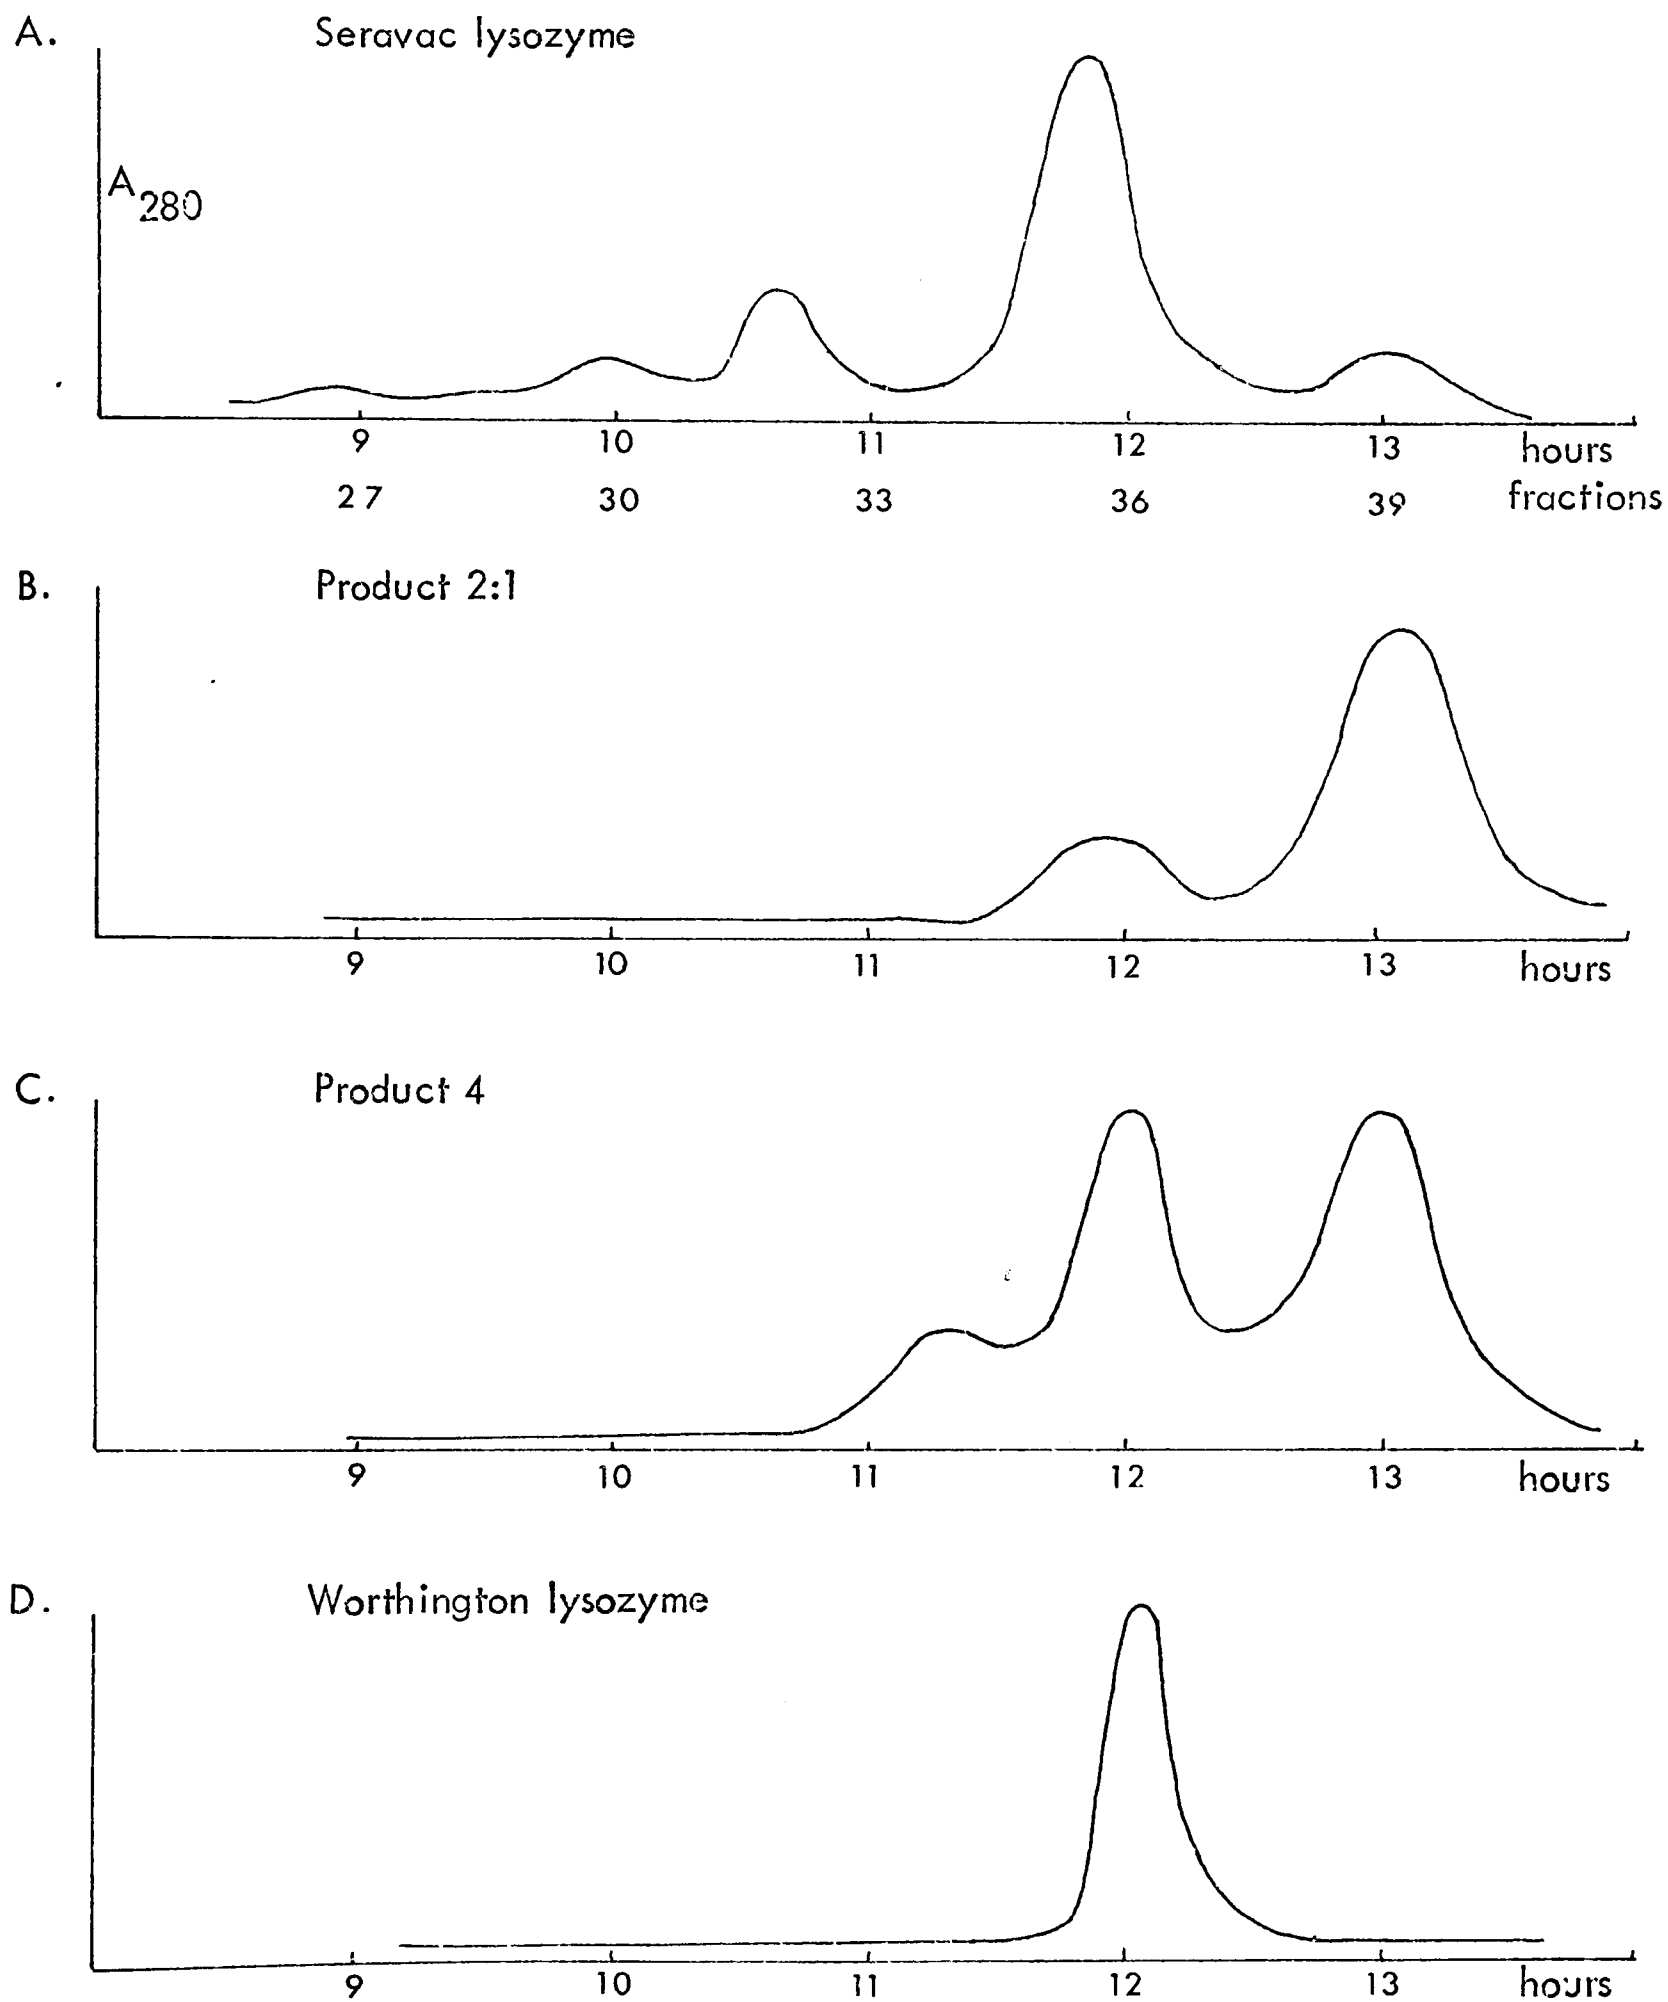 A. Seravac lysozyme
A280
9 10 11 12 13 hours
27 30 33 36 39 fractions
B. Product 2:1
9 10 11 12 13 hours
C. Product 4
9 10 11 12 13 hours
D. Worthington lysozyme
9 10 11 12 13 hours